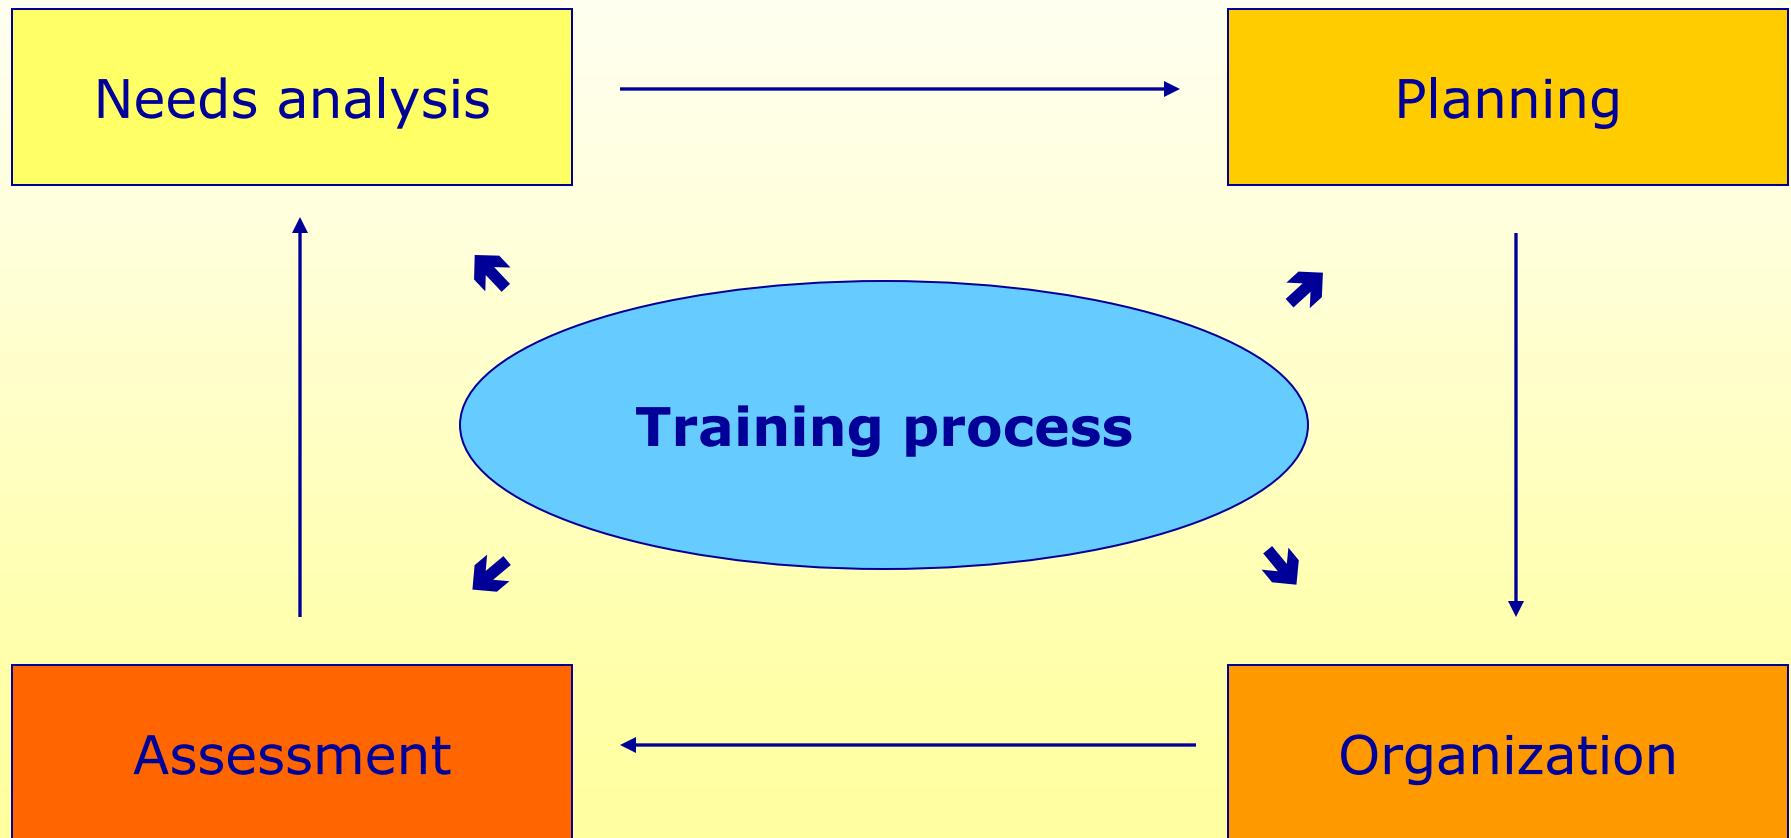 Needs analysis
Planning
Training process
Assessment
Organization